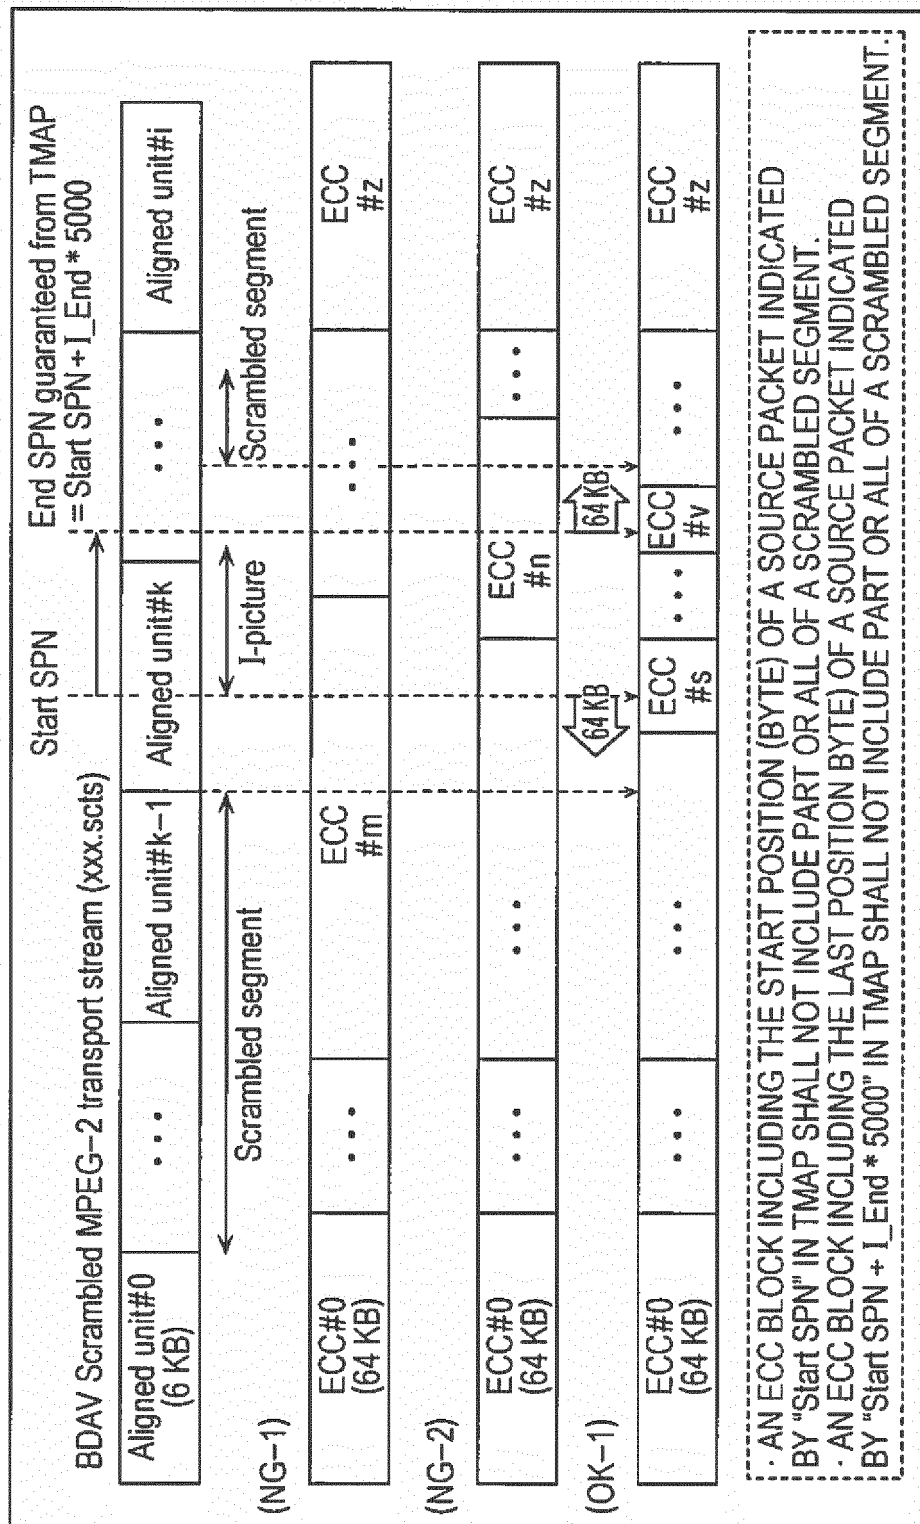 Start SPN
End SPN guaranteed from TMAP
= Start SPN + I_End * 5000
BDAV Scrambled MPEG-2 transport stream (xxx.scts)
Aligned unit#0
(6 KB)
• • •
Aligned unit#k-1
Aligned unit#k
• • •
Aligned unit#i
Scrambled segment
I-picture
Scrambled segment
(NG-1)
ECC#0
(64 KB)
• • •
ECC
#m
• • •
ECC
#z
(NG-2)
ECC#0
(64 KB)
• • •
• • •
ECC
#n
• • •
ECC
#z
(OK-1)
64 KB
64 KB
ECC#0
(64 KB)
• • •
• • •
ECC
#s
• • •
ECC
#v
• • •
ECC
#z
· AN ECC BLOCK INCLUDING THE START POSITION (BYTE) OF A SOURCE PACKET INDICATED
BY "Start SPN" IN TMAP SHALL NOT INCLUDE PART OR ALL OF A SCRAMBLED SEGMENT.
· AN ECC BLOCK INCLUDING THE LAST POSITION BYTE) OF A SOURCE PACKET INDICATED
BY "Start SPN + I_End * 5000" IN TMAP SHALL NOT INCLUDE PART OR ALL OF A SCRAMBLED SEGMENT.